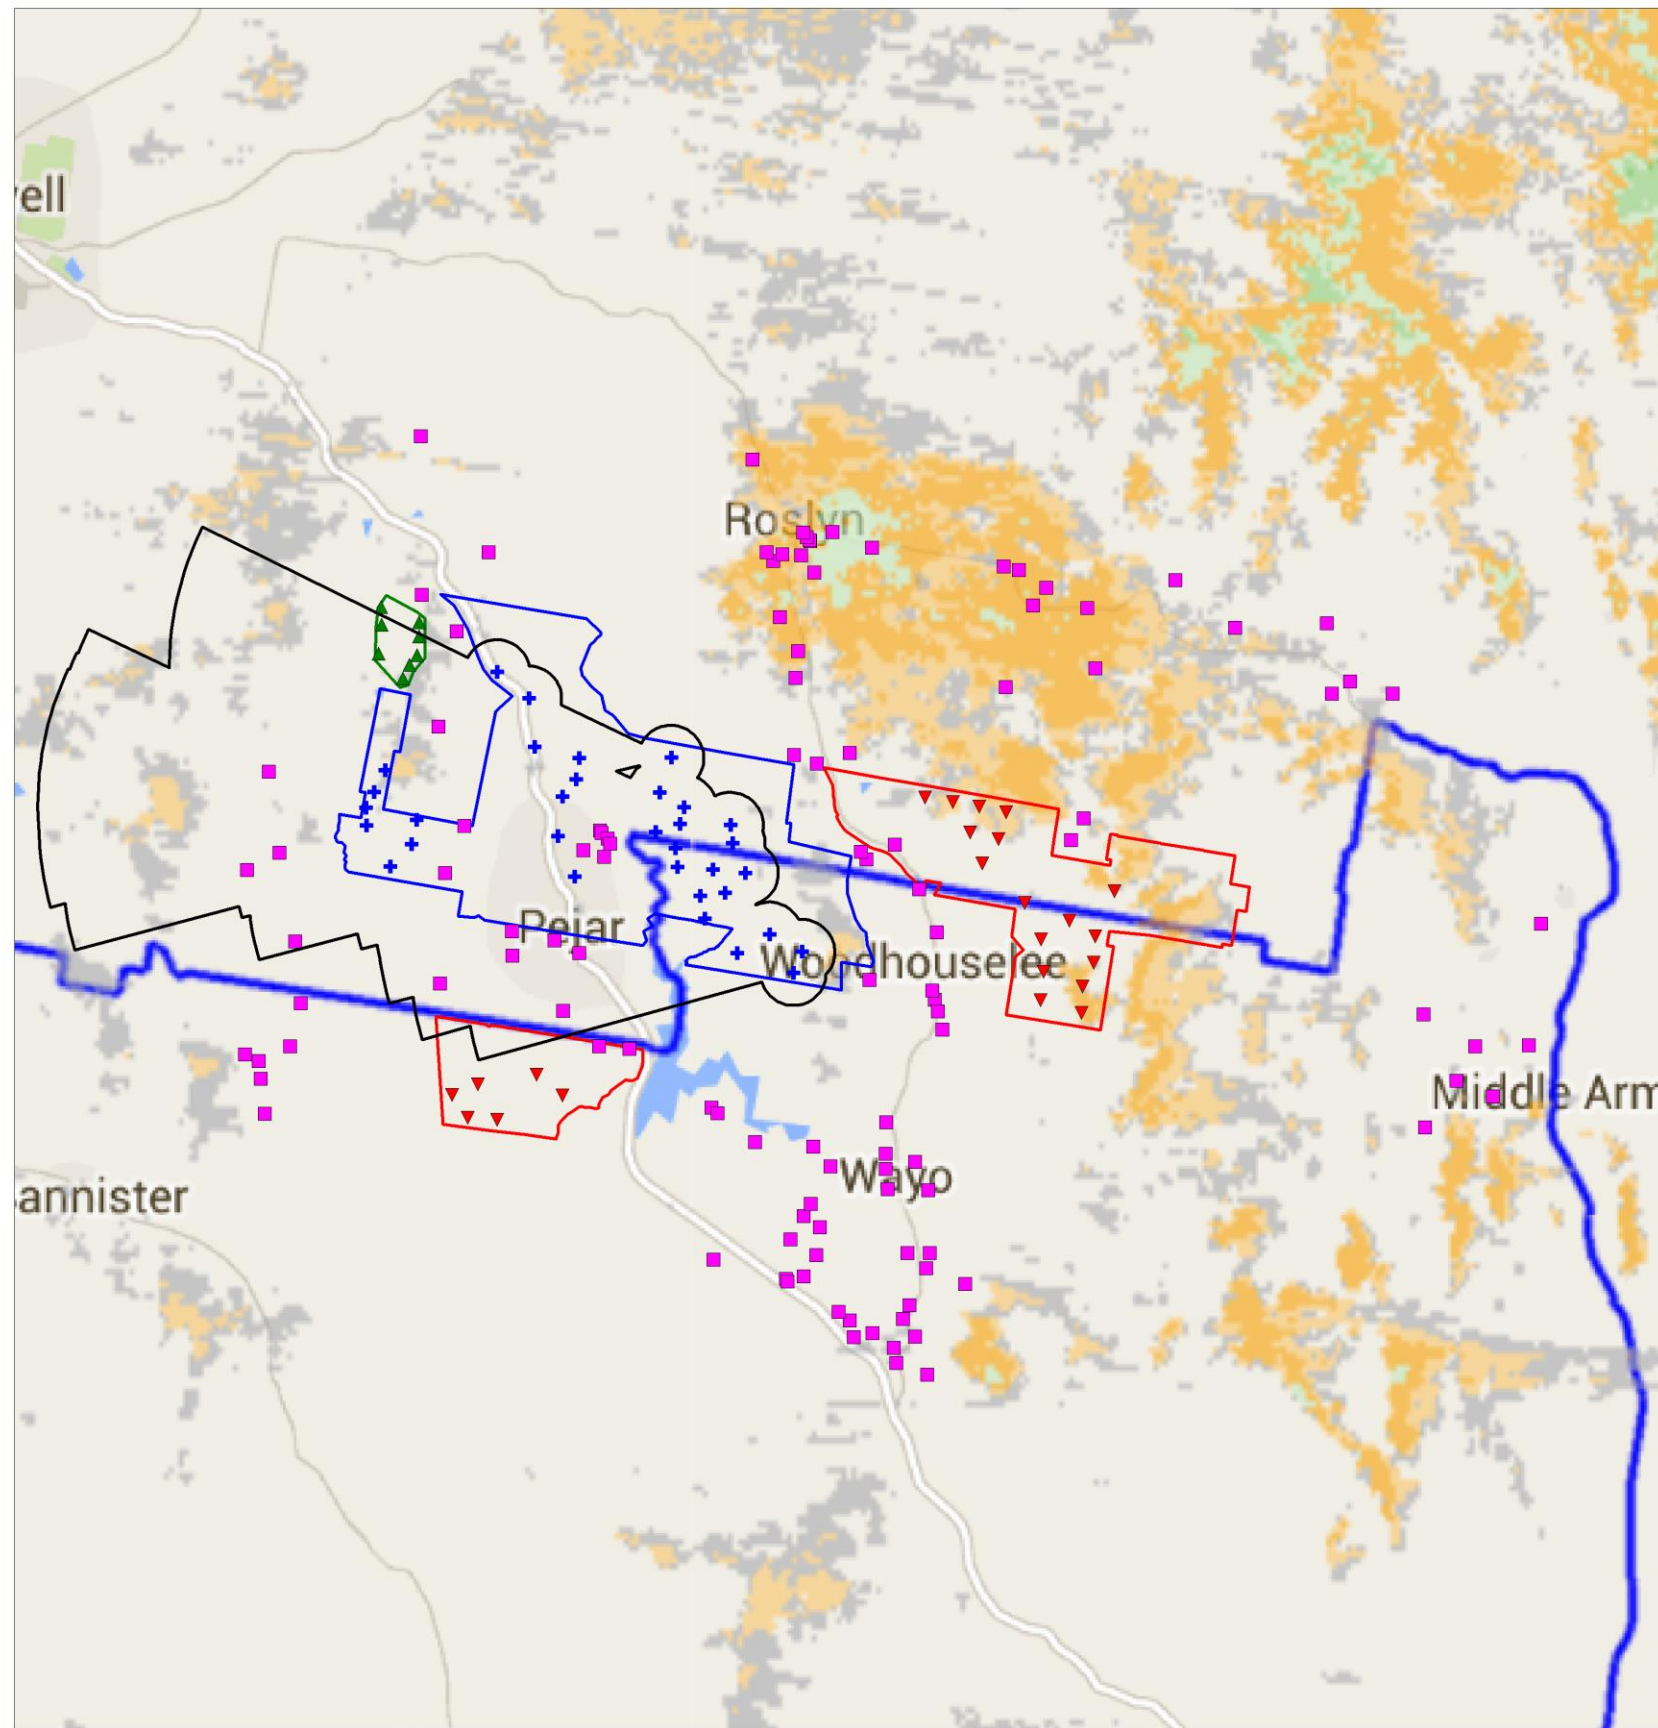 ell
Roslyn
Pejar
Woodhouselee
Middle Arm
Wayo
annister